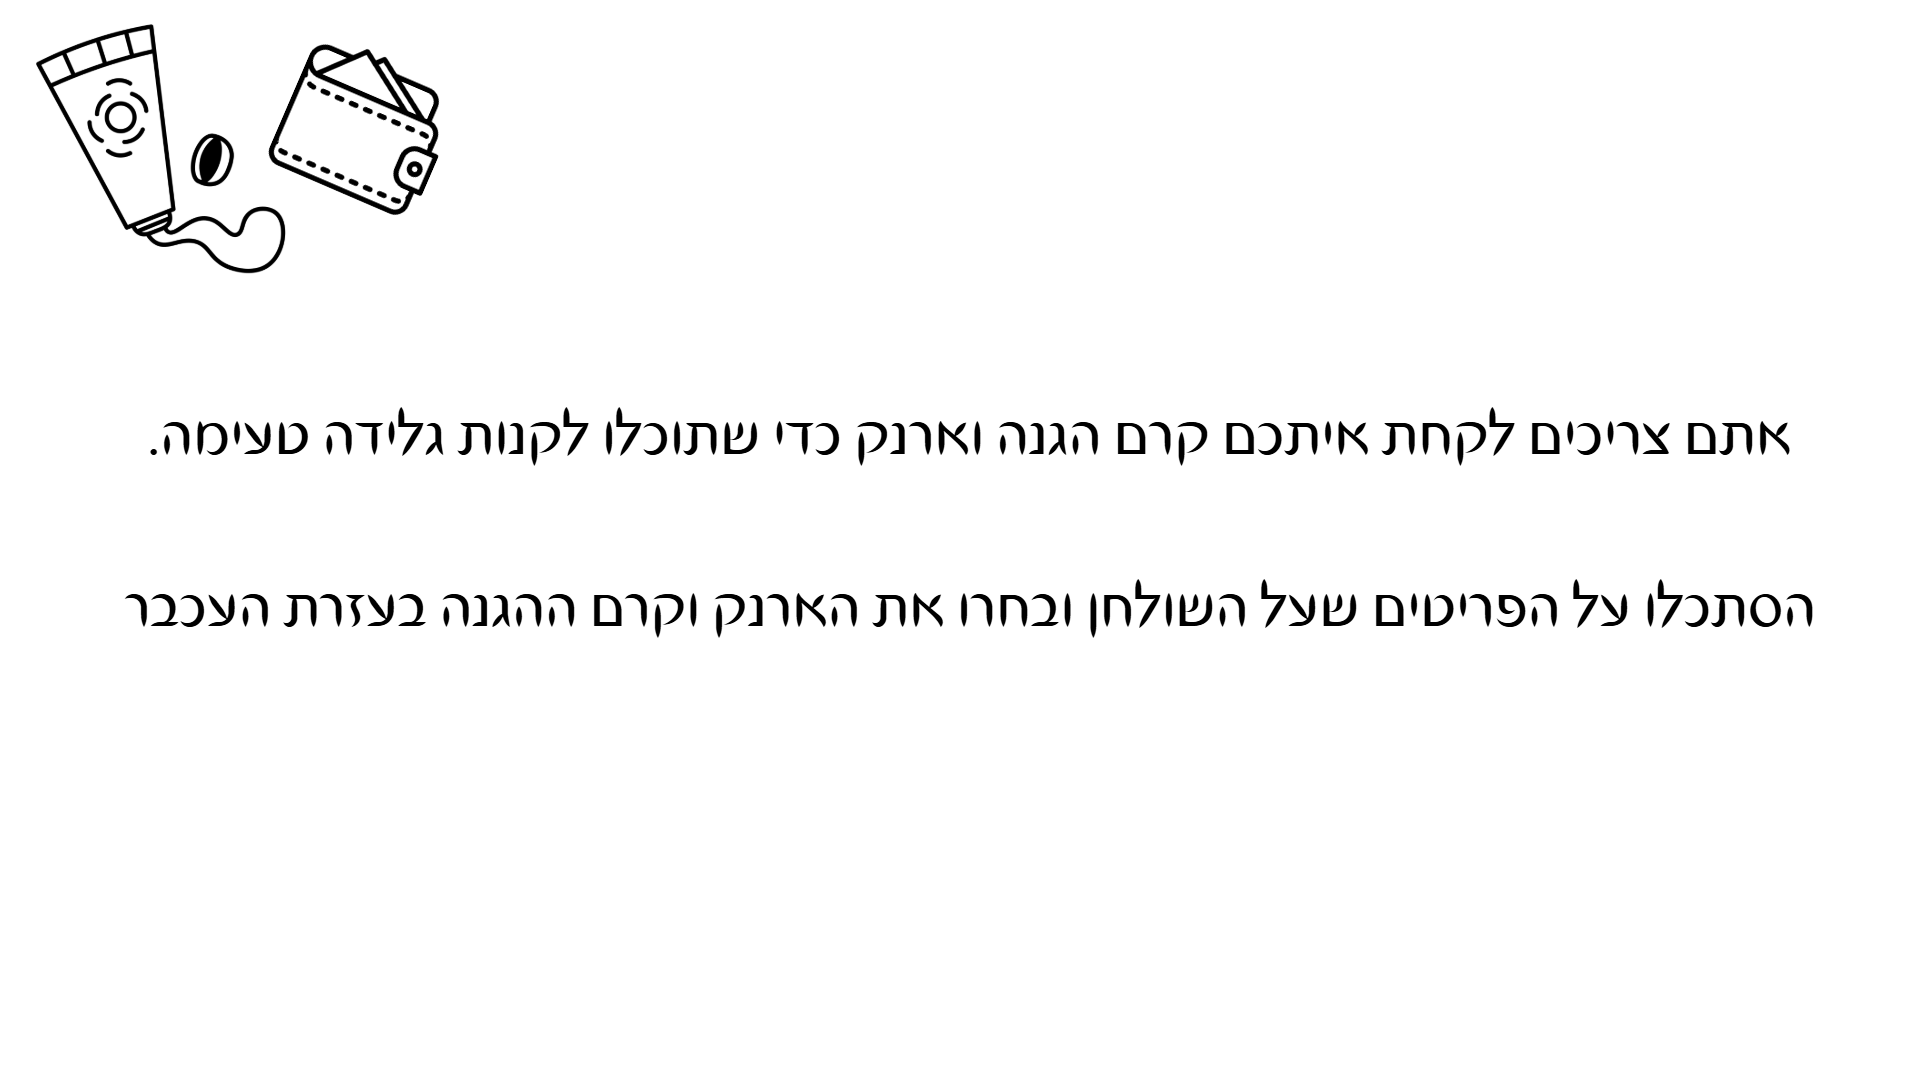 אתם צריכים לקחת איתכם קרם הגנה וארנק כדי שתוכלו לקנות גלידה טעימה.
הסתכלו על הפריטים שעל השולחן ובחרו את הארנק וקרם ההגנה בעזרת העכבר